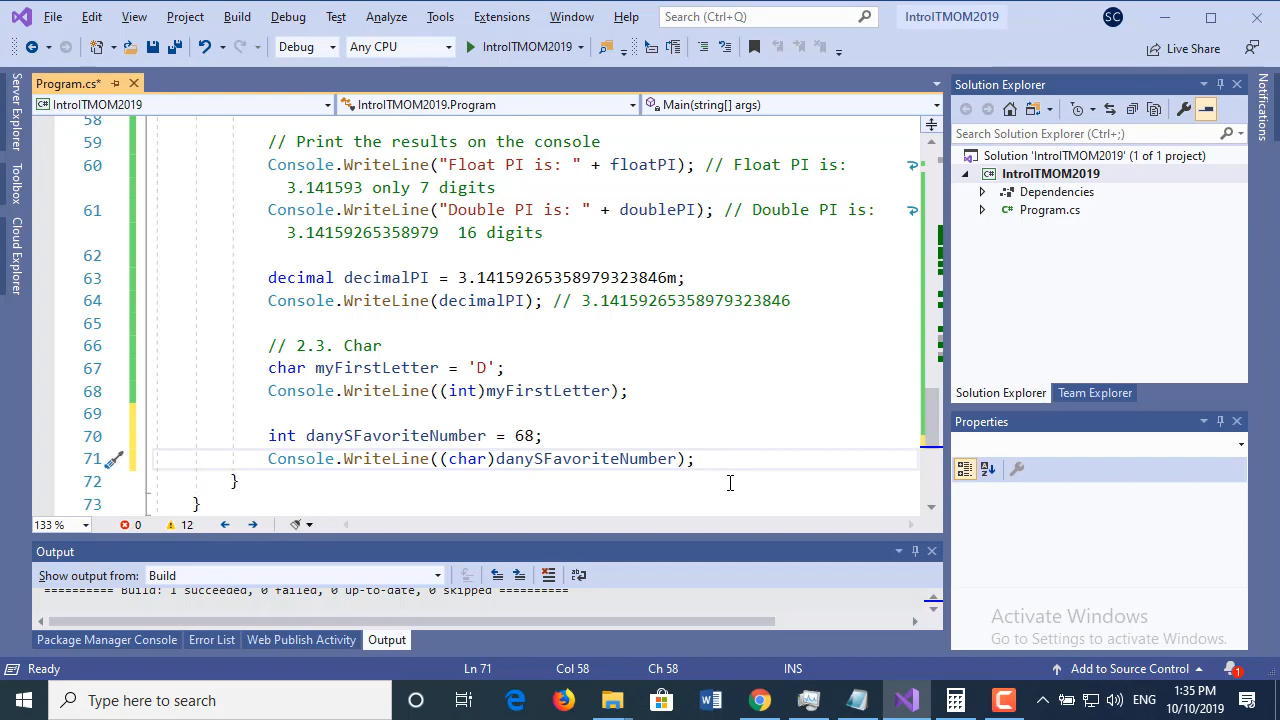 File Edit View Project Build Debug Test Analyze Tools Extensions Window Help Search (Ctrl+Q) IntroITMOM2019 SC
Debug Any CPU IntroITMOM2019 Live Share
Server Explorer
Toolbox
Cloud Explorer
Program.cs*
IntroITMOM2019 IntroITMOM2019.Program Main(string[] args)
58
59 // Print the results on the console
60 Console.WriteLine("Float PI is: " + floatPI); // Float PI is:
3.141593 only 7 digits
61 Console.WriteLine("Double PI is: " + doublePI); // Double PI is:
3.14159265358979  16 digits
62
63 decimal decimalPI = 3.14159265358979323846m;
64 Console.WriteLine(decimalPI); // 3.14159265358979323846
65
66 // 2.3. Char
67 char myFirstLetter = 'D';
68 Console.WriteLine((int)myFirstLetter);
69
70 int danySFavoriteNumber = 68;
71 Console.WriteLine((char)danySFavoriteNumber);
72 }
73 }
133 % 0 12
Output
Show output from: Build
========== Build: 1 succeeded, 0 failed, 0 up-to-date, 0 skipped ==========
Package Manager Console Error List Web Publish Activity Output
Solution Explorer
Search Solution Explorer (Ctrl+;)
Solution 'IntroITMOM2019' (1 of 1 project)
IntroITMOM2019
Dependencies
Program.cs
Solution Explorer Team Explorer
Properties
Activate Windows
Go to Settings to activate Windows.
Notifications
Ready Ln 71 Col 58 Ch 58 INS Add to Source Control 1
Type here to search ENG 1:35 PM
10/10/2019